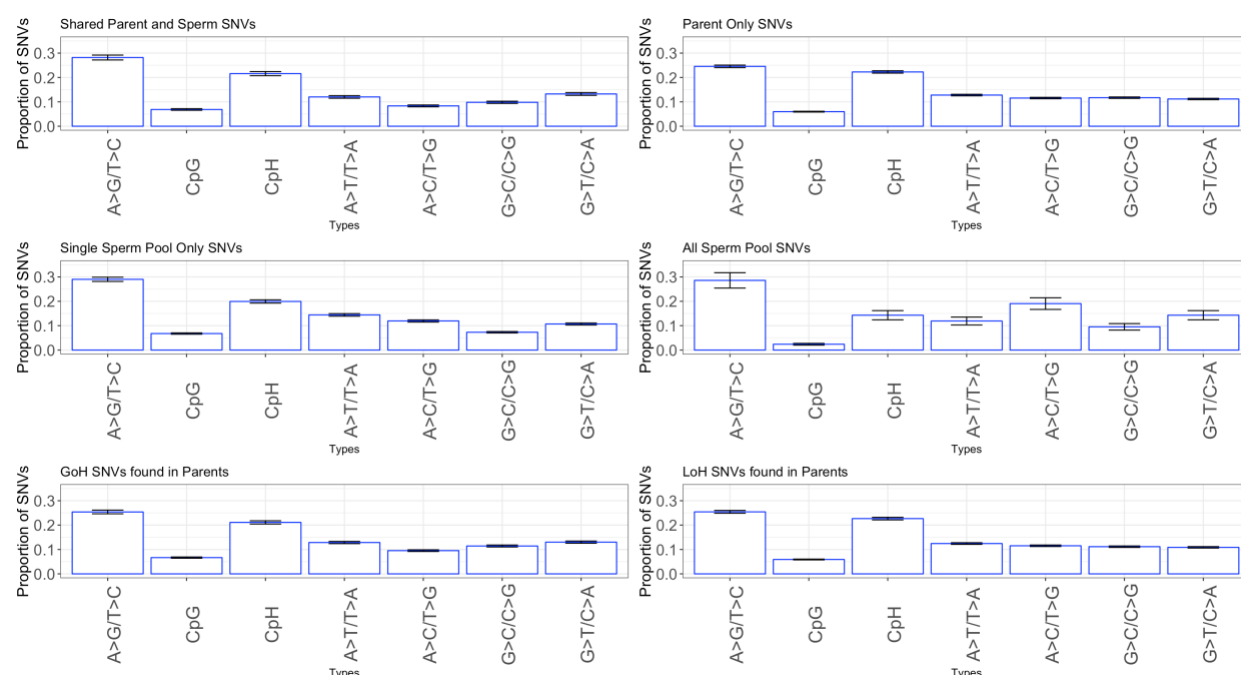 Shared Parent and Sperm SNVs
Proportion of SNVs
0.3
0.2
0.1
0.0
A>G/T>C
CpG
CpH
A>T/T>A
A>C/T>G
G>C/C>G
G>T/C>A
Types
Parent Only SNVs
Proportion of SNVs
0.3
0.2
0.1
0.0
A>G/T>C
CpG
CpH
A>T/T>A
A>C/T>G
G>C/C>G
G>T/C>A
Types
Single Sperm Pool Only SNVs
Proportion of SNVs
0.3
0.2
0.1
0.0
A>G/T>C
CpG
CpH
A>T/T>A
A>C/T>G
G>C/C>G
G>T/C>A
Types
All Sperm Pool SNVs
Proportion of SNVs
0.3
0.2
0.1
0.0
A>G/T>C
CpG
CpH
A>T/T>A
A>C/T>G
G>C/C>G
G>T/C>A
Types
GoH SNVs found in Parents
Proportion of SNVs
0.3
0.2
0.1
0.0
A>G/T>C
CpG
CpH
A>T/T>A
A>C/T>G
G>C/C>G
G>T/C>A
Types
LoH SNVs found in Parents
Proportion of SNVs
0.3
0.2
0.1
0.0
A>G/T>C
CpG
CpH
A>T/T>A
A>C/T>G
G>C/C>G
G>T/C>A
Types